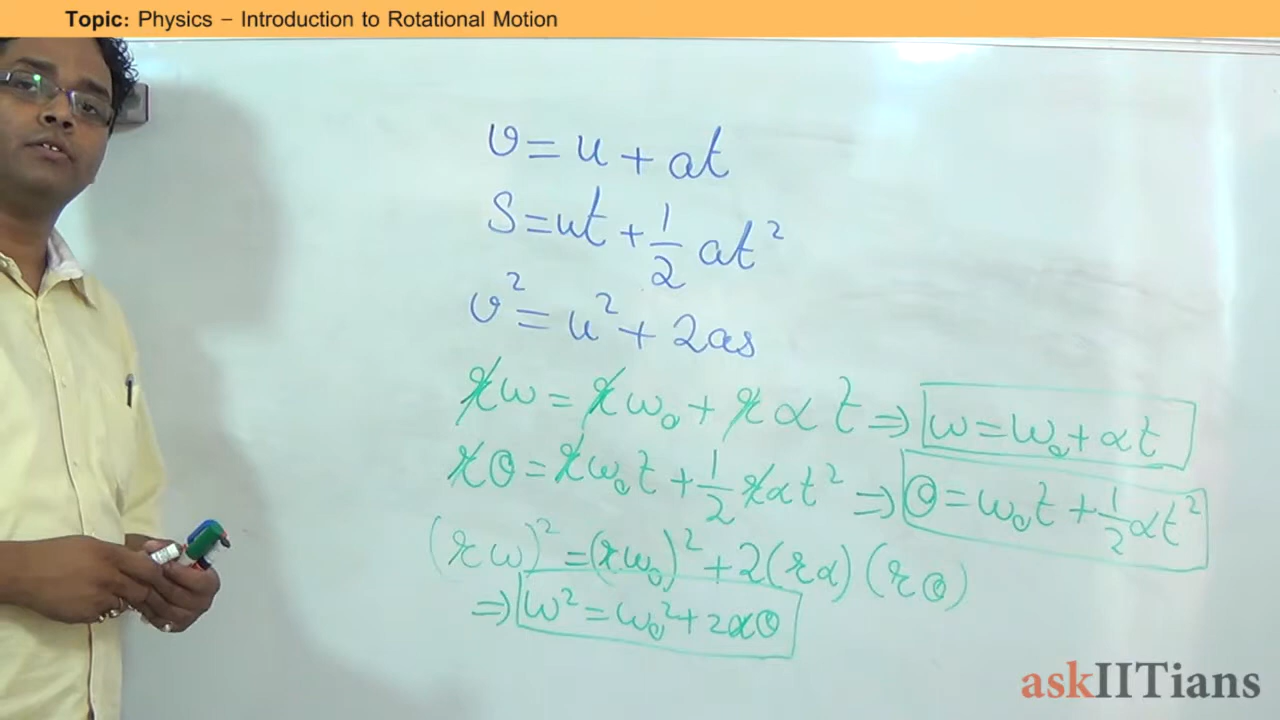 Topic: Physics – Introduction to Rotational Motion
v = u + at
S = ut + 1/2 at²
v² = u² + 2as
rω = rω₀ + rαt ⇒ ω = ω₀ + αt
rθ = rω₀t + 1/2 rαt² ⇒ θ = ω₀t + 1/2 αt²
(rω)² = (rω₀)² + 2(rα)(rθ)
⇒ ω² = ω₀² + 2αθ
askIITians